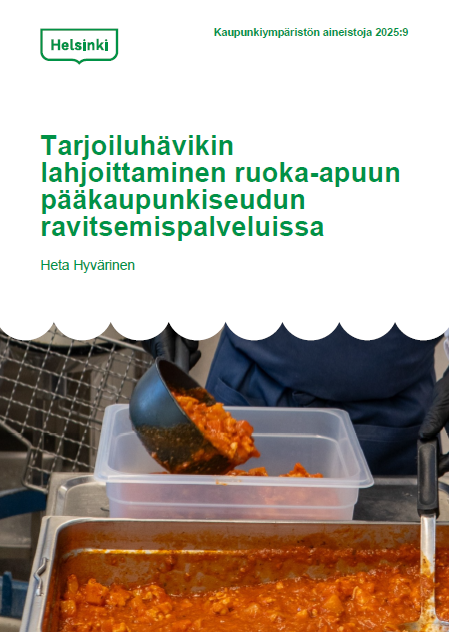 Helsinki
Kaupunkiympäristön aineistoja 2025:9
Tarjoiluhävikin
lahjoittaminen ruoka-apuun
pääkaupunkiseudun
ravitsemispalveluissa
Heta Hyvärinen